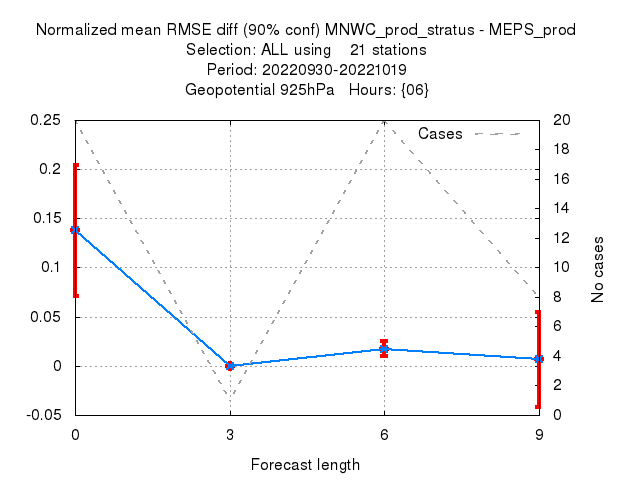 Normalized mean RMSE diff (90% conf) MNWC_prod_stratus - MEPS_prod
Selection: ALL using 21 stations
Period: 20220930-20221019
Geopotential 925hPa Hours: {06}
Cases
0.25
0.2
0.15
0.1
0.05
0
-0.05
20
18
16
14
12
10
8
6
4
2
0
No cases
0 3 6 9
Forecast length